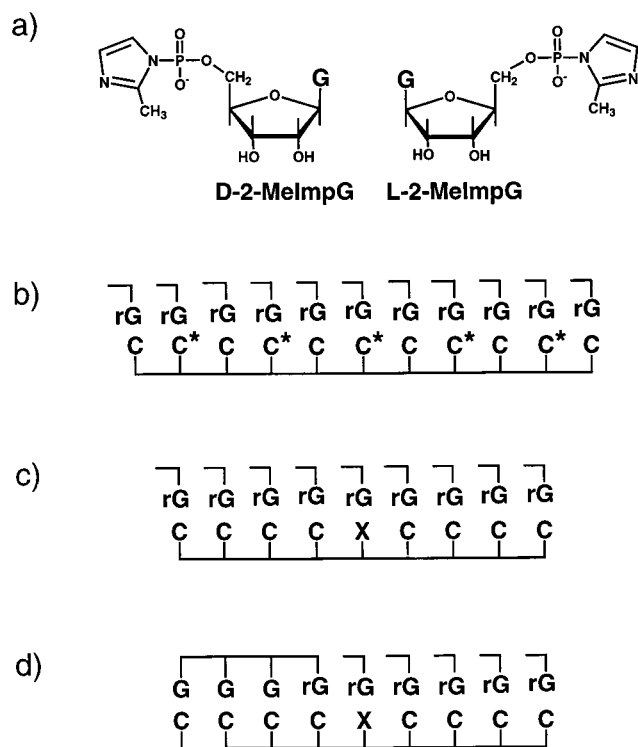 a)
O O
N N-P-O CH₂ G G CH₂ O-P-N N
O⁻ O O O⁻
CH₃ CH₃
HO OH HO OH
D-2-MeImpG L-2-MeImpG
b)
rG rG rG rG rG rG rG rG rG rG
C C* C C* C C* C C* C C* C
c)
rG rG rG rG rG rG rG rG rG
C C C C X C C C C
d)
G G G rG rG rG rG rG rG
C C C C X C C C C